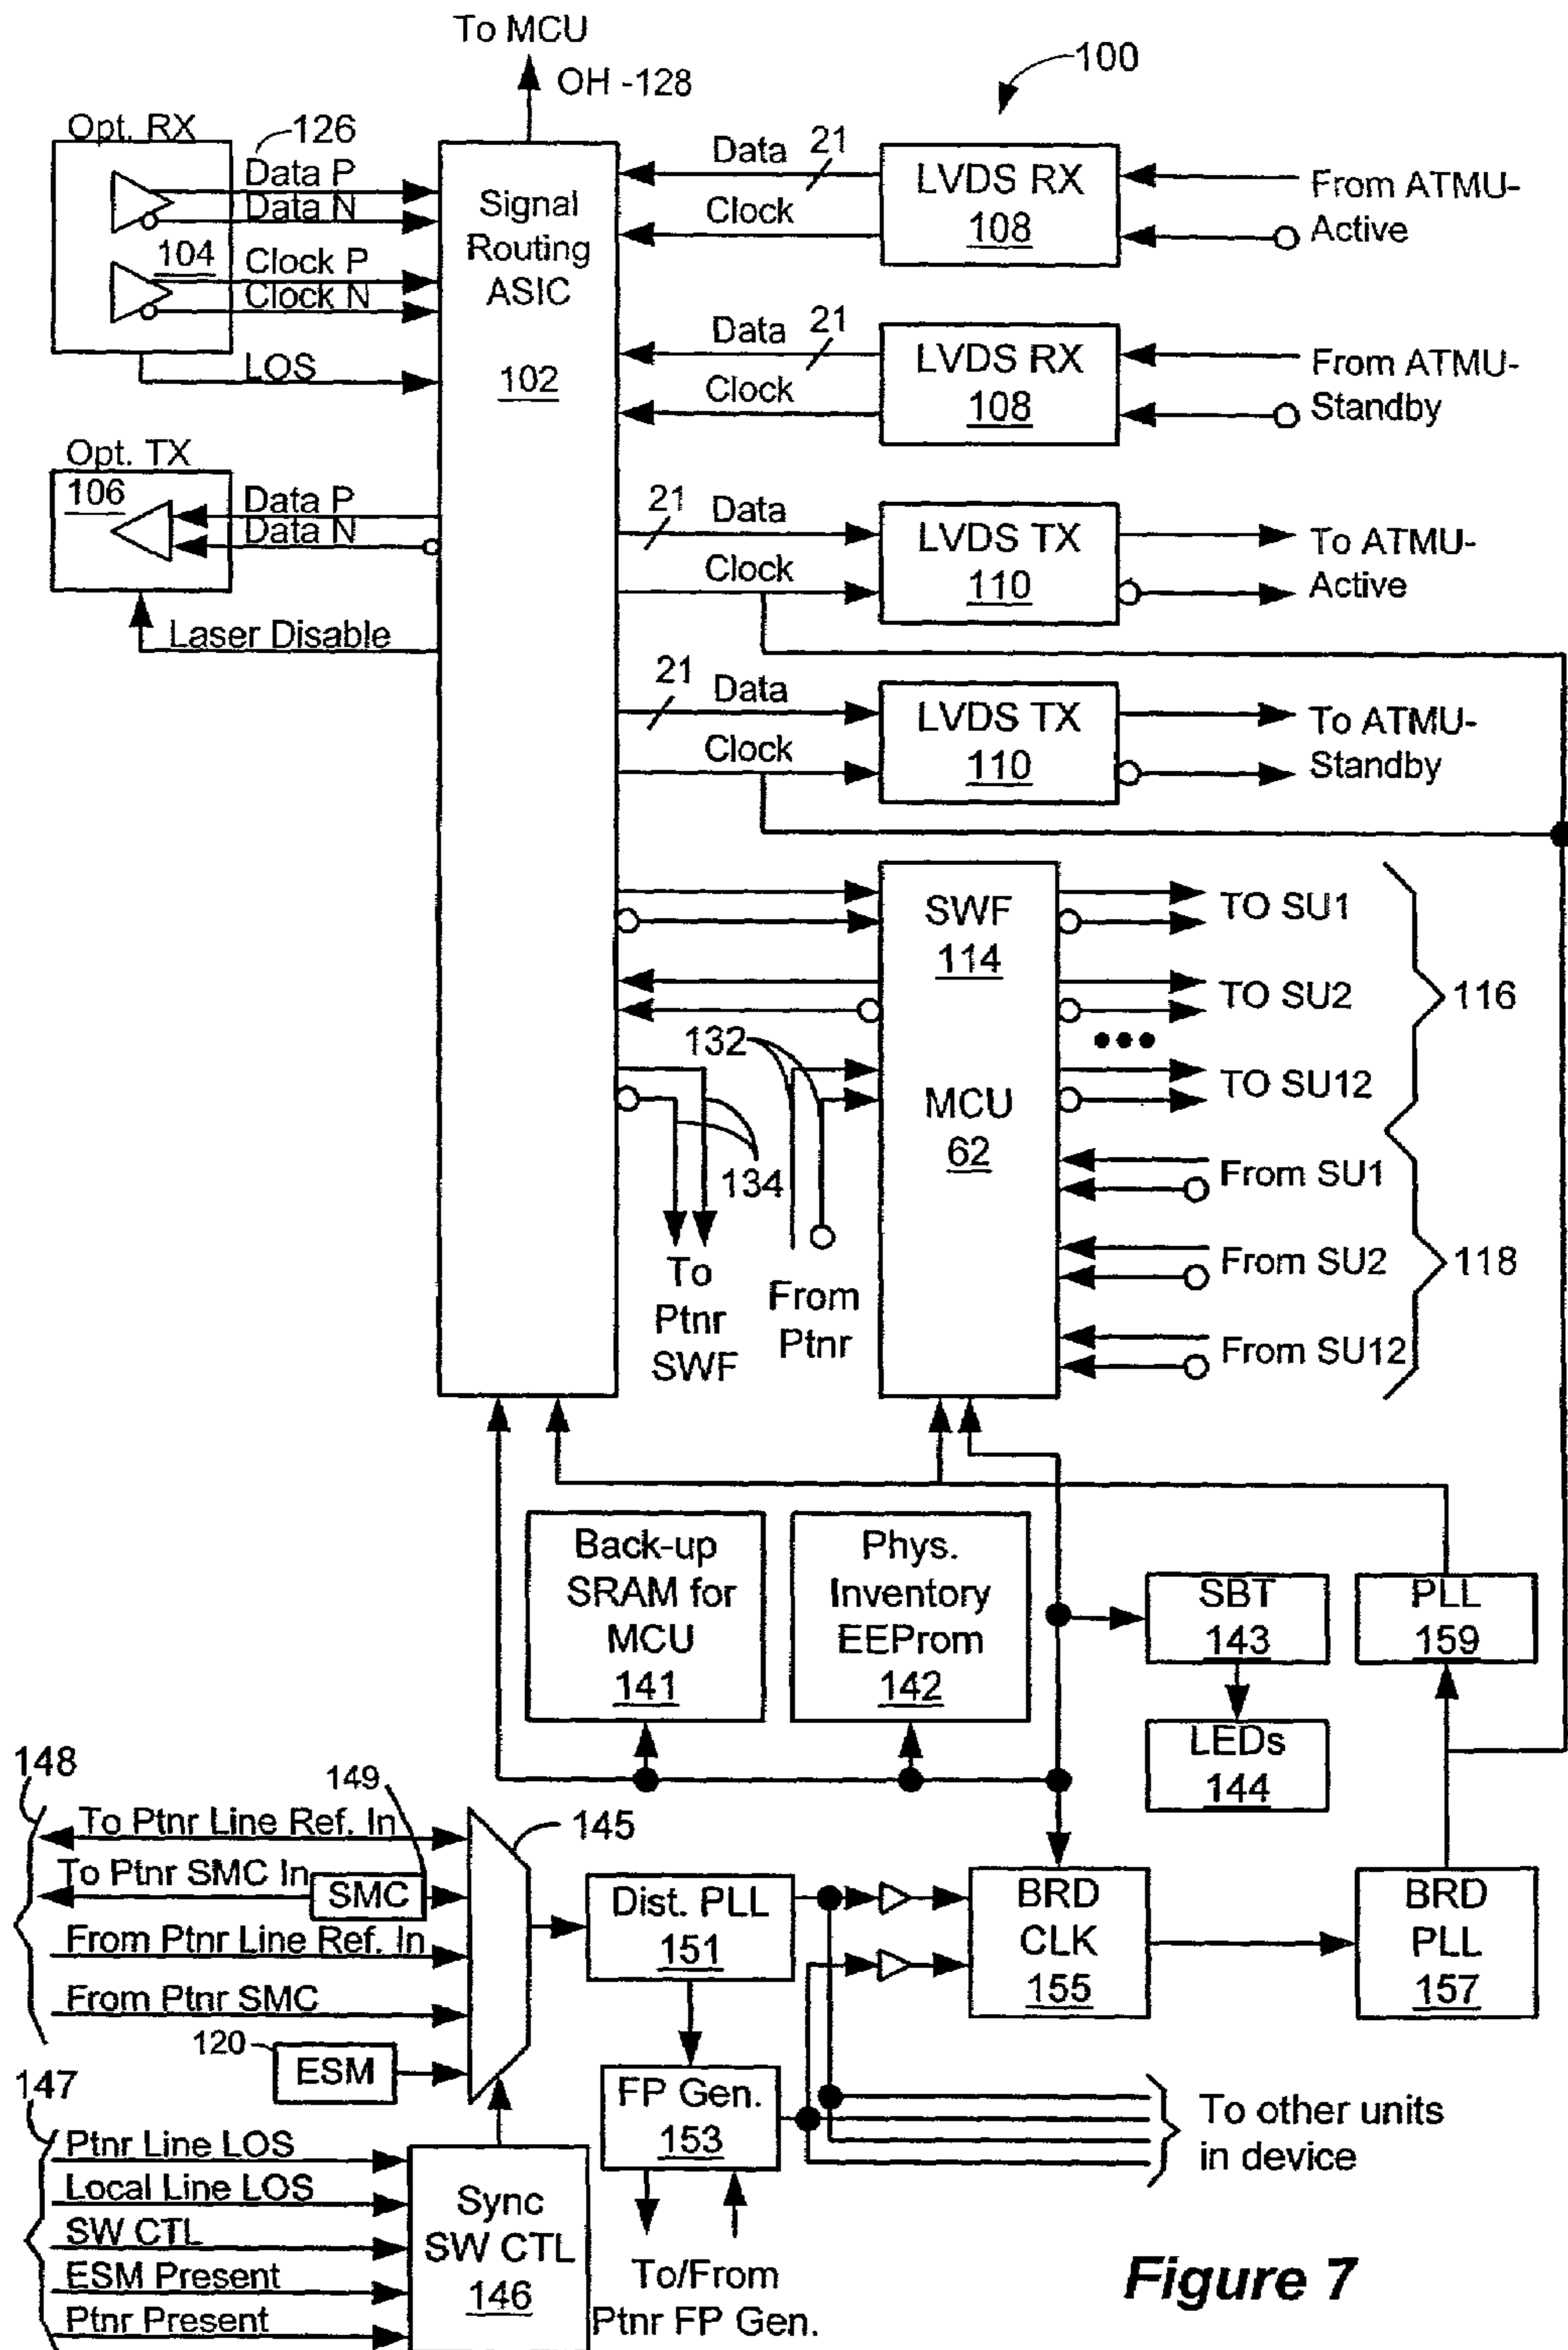 To MCU
OH -128
100
Opt. RX
126
Data P
Data N
104
Clock P
Clock N
LOS
Signal
Routing
ASIC
102
Data
21
Clock
LVDS RX
108
From ATMU-
Active
Data
21
Clock
LVDS RX
108
From ATMU-
Standby
Opt. TX
106
Data P
Data N
Laser Disable
21
Data
Clock
LVDS TX
110
To ATMU-
Active
21
Data
Clock
LVDS TX
110
To ATMU-
Standby
SWF
114
MCU
62
TO SU1
TO SU2
TO SU12
116
From SU1
From SU2
From SU12
118
132
134
To
Ptnr
SWF
From
Ptnr
Back-up
SRAM for
MCU
141
Phys.
Inventory
EEProm
142
SBT
143
PLL
159
LEDs
144
148
149
To Ptnr Line Ref. In
145
To Ptnr SMC In
SMC
From Ptnr Line Ref. In
From Ptnr SMC
120
ESM
Dist. PLL
151
BRD
CLK
155
BRD
PLL
157
FP Gen.
153
To other units
in device
147
Ptnr Line LOS
Local Line LOS
SW CTL
ESM Present
Ptnr Present
Sync
SW CTL
146
To/From
Ptnr FP Gen.
Figure 7